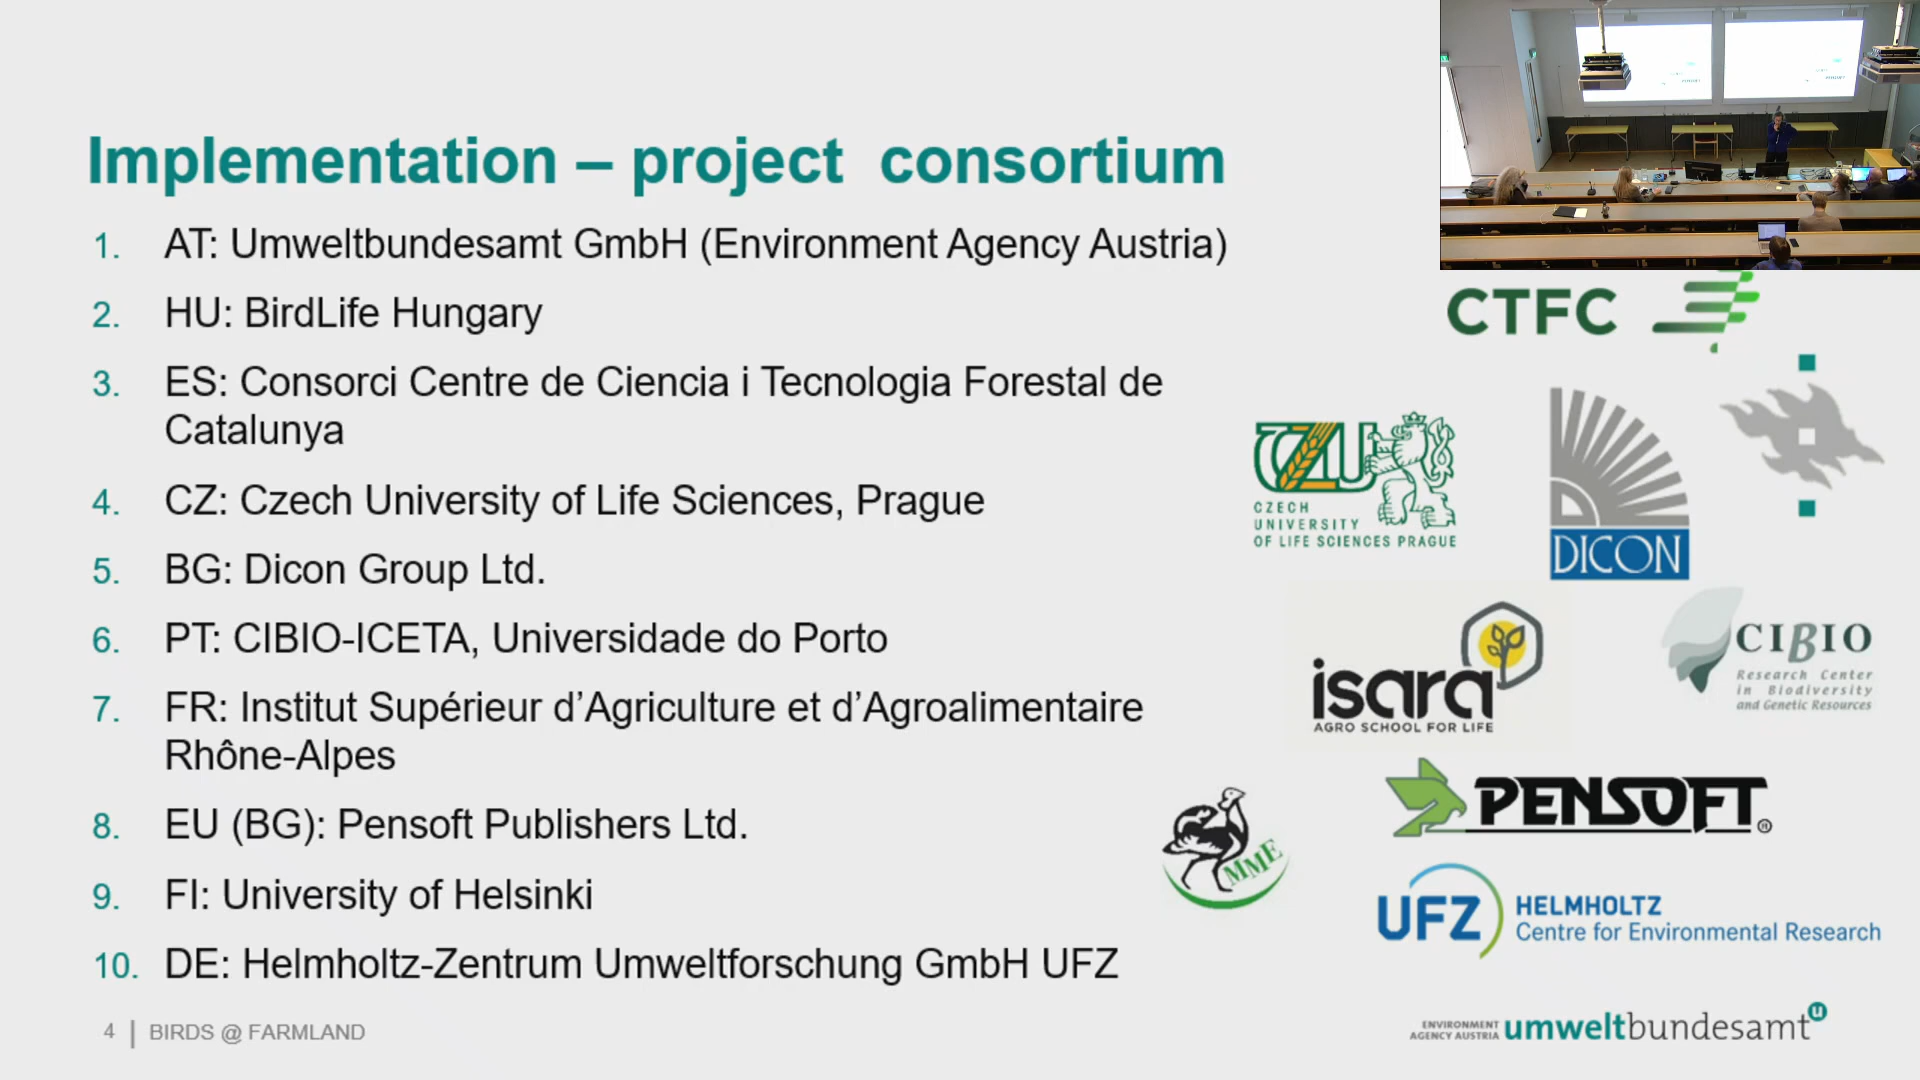 Implementation – project consortium
1. AT: Umweltbundesamt GmbH (Environment Agency Austria)
2. HU: BirdLife Hungary
3. ES: Consorci Centre de Ciencia i Tecnologia Forestal de
Catalunya
4. CZ: Czech University of Life Sciences, Prague
5. BG: Dicon Group Ltd.
6. PT: CIBIO-ICETA, Universidade do Porto
7. FR: Institut Supérieur d’Agriculture et d’Agroalimentaire
Rhône-Alpes
8. EU (BG): Pensoft Publishers Ltd.
9. FI: University of Helsinki
10. DE: Helmholtz-Zentrum Umweltforschung GmbH UFZ
CTFC
CZU
CZECH
UNIVERSITY
OF LIFE SCIENCES PRAGUE
DICON
isara
AGRO SCHOOL FOR LIFE
CIBIO
Research Center
in Biodiversity
and Genetic Resources
PENSOFT®
MME
UFZ
HELMHOLTZ
Centre for Environmental Research
4 | BIRDS @ FARMLAND
ENVIRONMENT
AGENCY AUSTRIA
umweltbundesamt
U